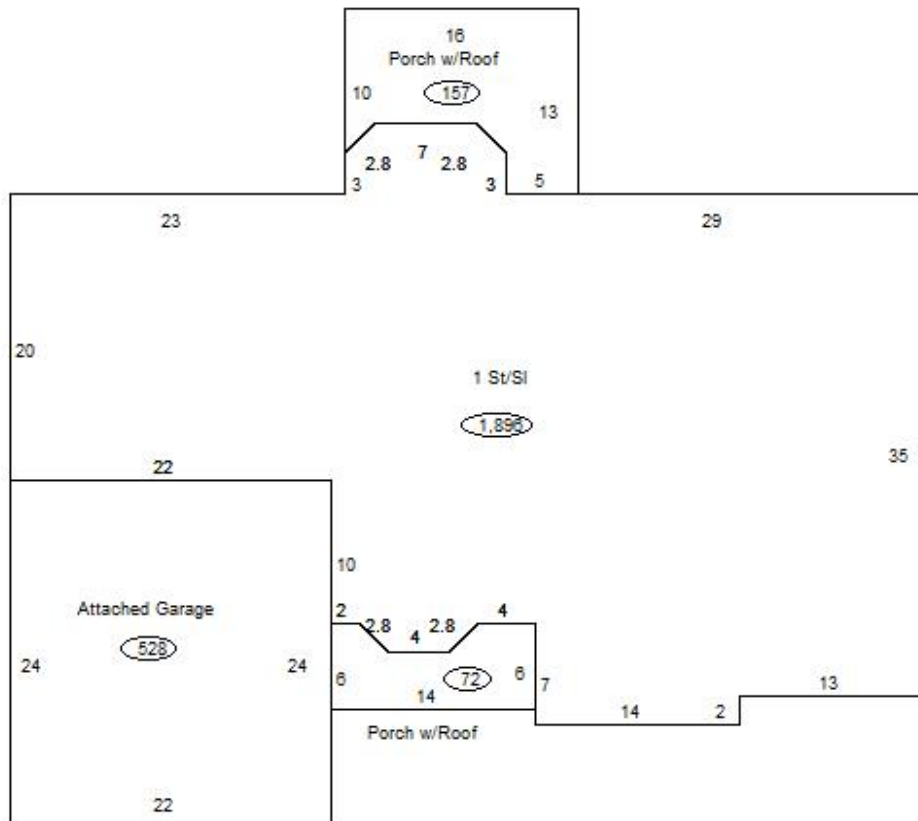 16
Porch w/Roof
157
10
13
2.8 7 2.8
3 3 5
23 29
20
1 St/Sl
1,896
35
22
10
2 2.8 4 2.8 4
Attached Garage
528
24 24
6 72 6 7
14
13
14 2
Porch w/Roof
22